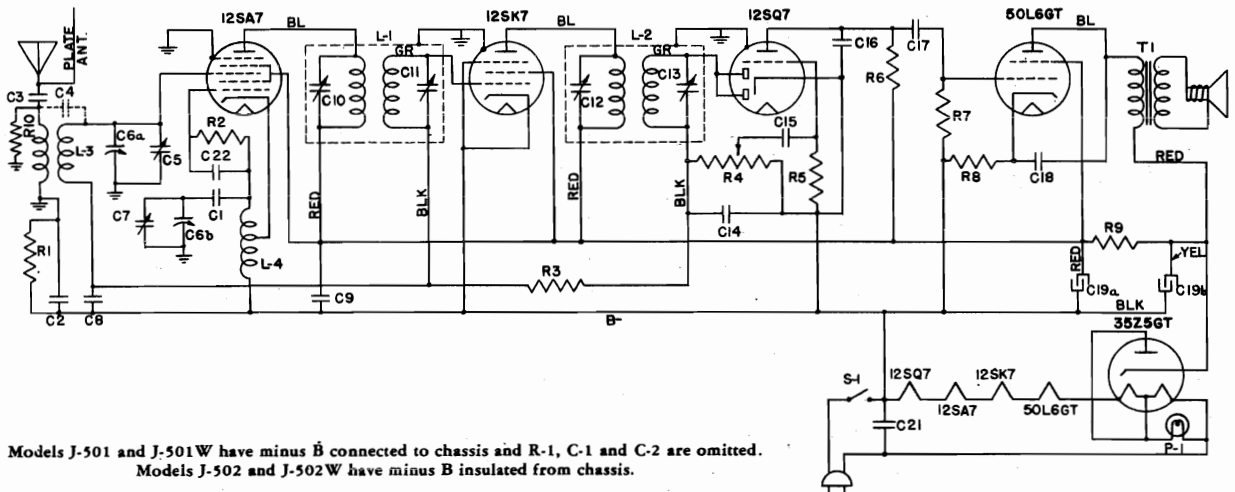 12SA7
12SK7
12SQ7
50L6GT
BL
BL
BL
PLATE
ANT.
L-1
GR
L-2
GR
C16
C17
T1
C3
C4
C11
C10
C13
C12
R6
R10
L-3
C6a
C5
R2
C22
C15
R7
R4
R5
R8
C18
RED
RED
BLK
RED
BLK
C7
C1
C6b
C14
R9
R1
L-4
R3
RED
YEL
C19a
C19b
C2
C8
C9
B-
BLK
35Z5GT
S-1
12SQ7
12SK7
12SA7
50L6GT
C21
P-1
Models J-501 and J-501W have minus B connected to chassis and R-1, C-1 and C-2 are omitted.
Models J-502 and J-502W have minus B insulated from chassis.